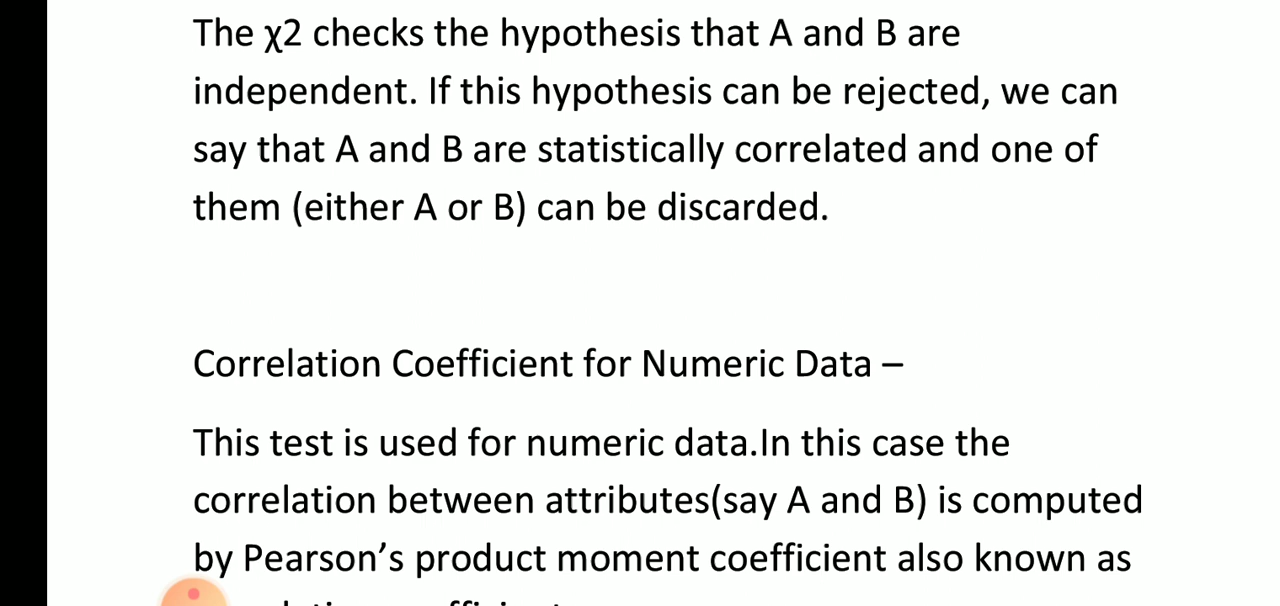 The χ2 checks the hypothesis that A and B are
independent. If this hypothesis can be rejected, we can
say that A and B are statistically correlated and one of
them (either A or B) can be discarded.
Correlation Coefficient for Numeric Data –
This test is used for numeric data.In this case the
correlation between attributes(say A and B) is computed
by Pearson’s product moment coefficient also known as